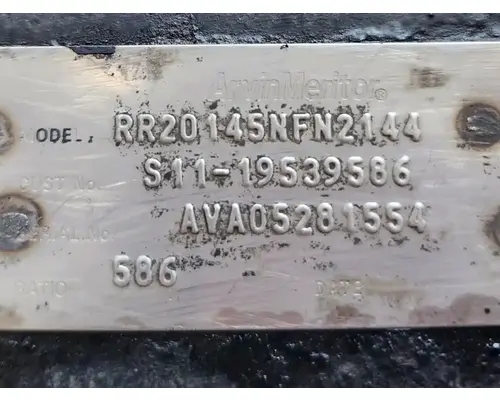 ArvinMeritor®
MODEL, RR20145NFN2144
CUST No. S11-19539586
SERIAL No. AVA05281554
RATIO 586 DATE